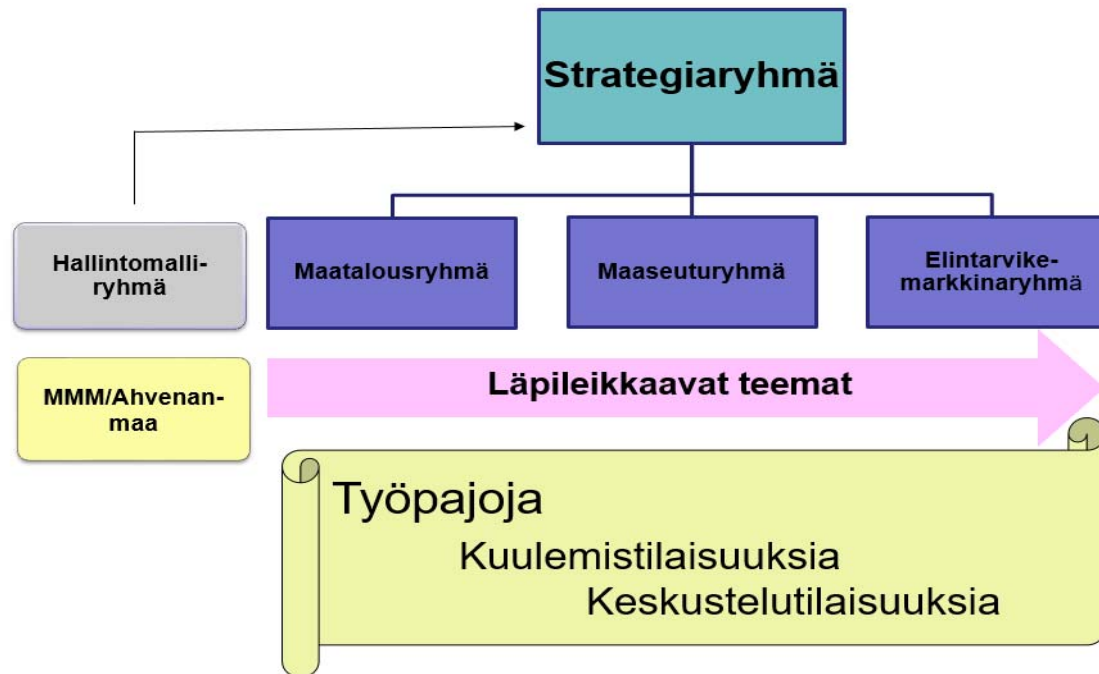 Strategiaryhmä
Hallintomalli-
ryhmä
Maatalousryhmä
Maaseuturyhmä
Elintarvike-
markkinaryhmä
MMM/Ahvenan-
maa
Läpileikkaavat teemat
Työpajoja
Kuulemistilaisuuksia
Keskustelutilaisuuksia